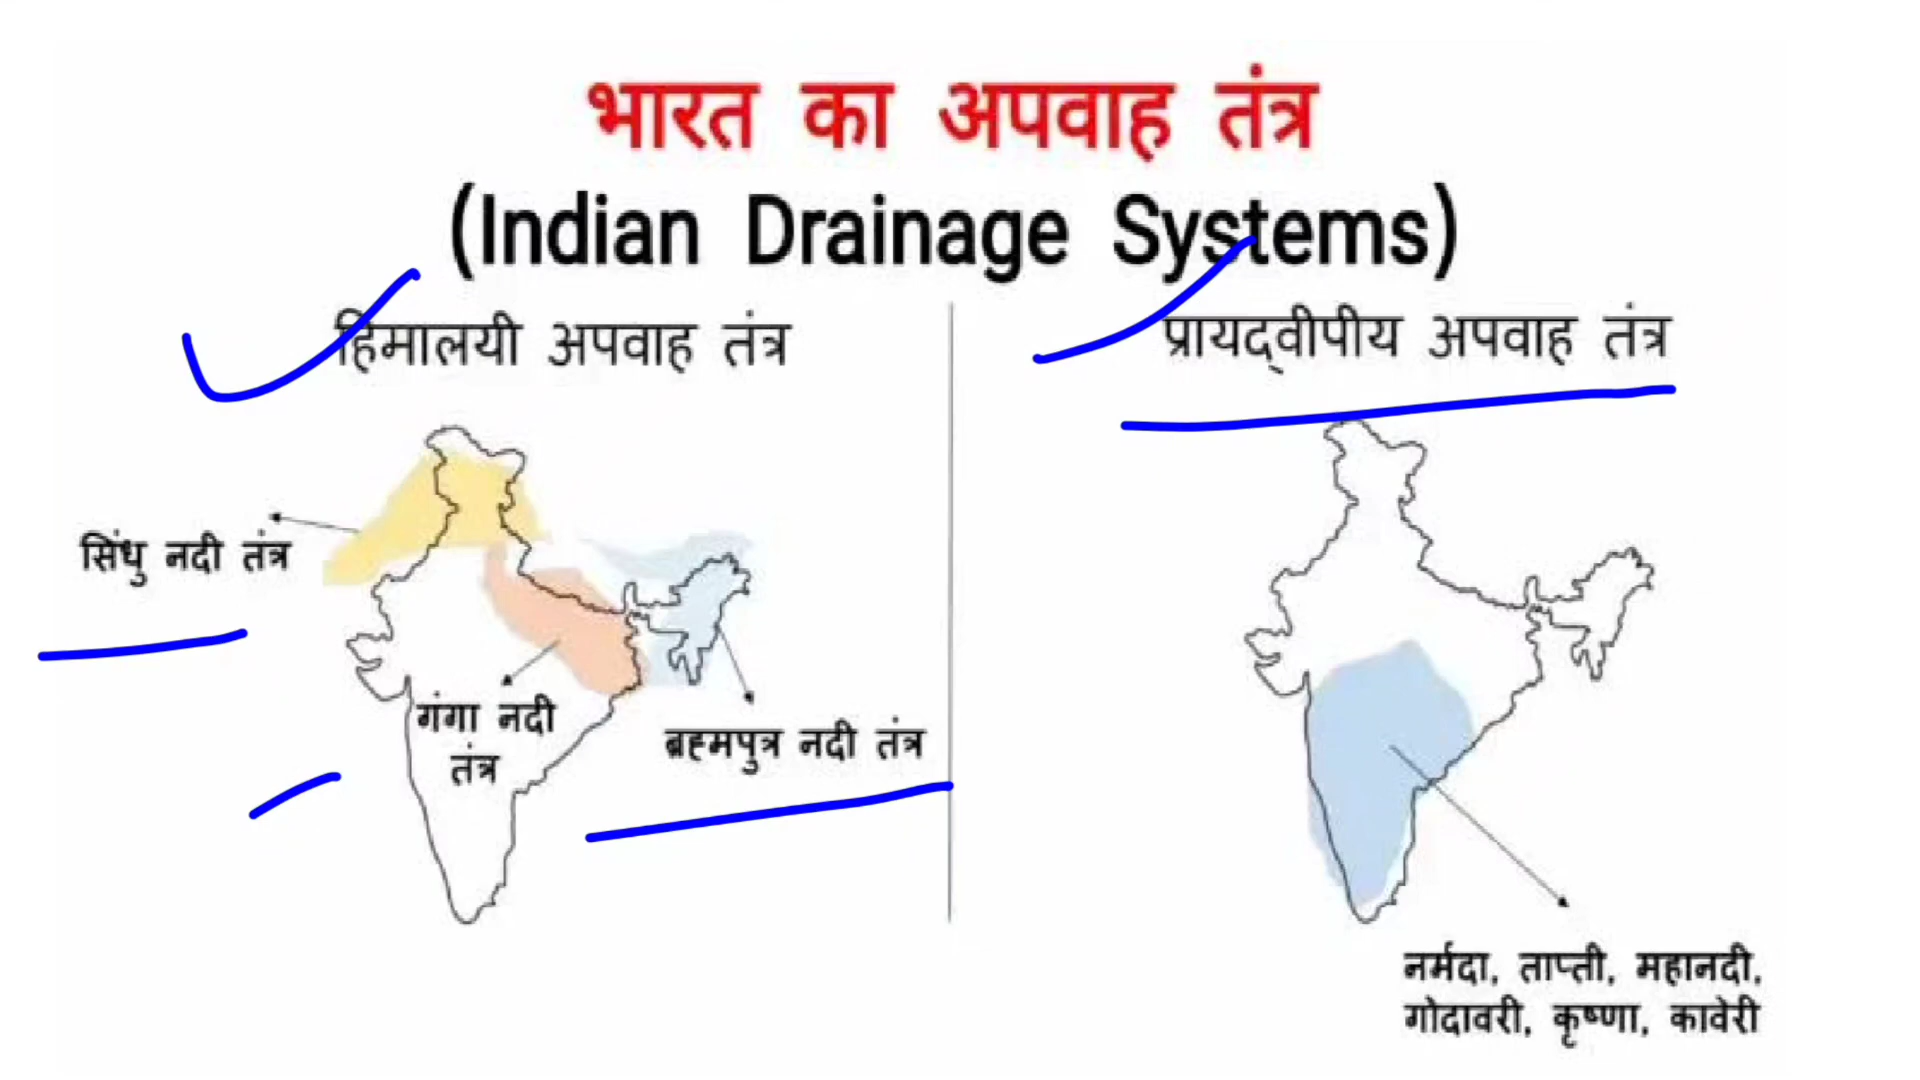 भारत का अपवाह तंत्र
(Indian Drainage Systems)
हिमालयी अपवाह तंत्र
सिंधु नदी तंत्र
गंगा नदी
तंत्र
ब्रह्मपुत्र नदी तंत्र
प्रायद्वीपीय अपवाह तंत्र
नर्मदा, ताप्ती, महानदी,
गोदावरी, कृष्णा, कावेरी